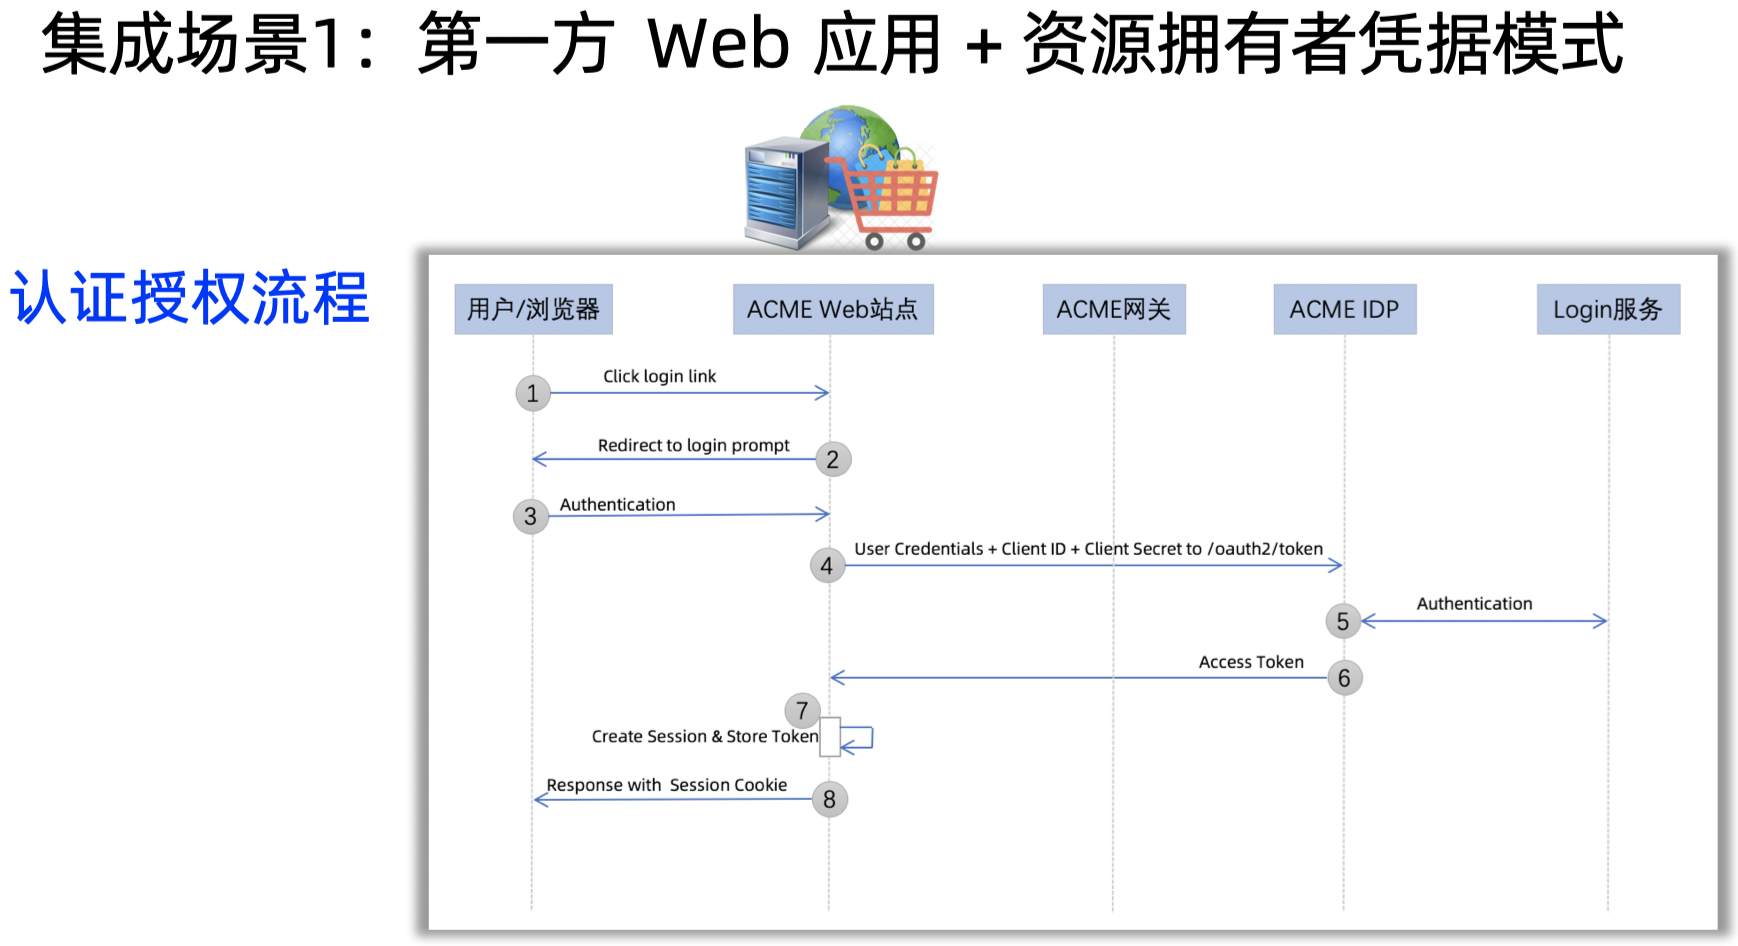 集成场景1：第一方 Web 应用 + 资源拥有者凭据模式
认证授权流程
用户/浏览器
ACME Web站点
ACME网关
ACME IDP
Login服务
1
Click login link
Redirect to login prompt
2
3
Authentication
4
User Credentials + Client ID + Client Secret to /oauth2/token
5
Authentication
Access Token
6
7
Create Session & Store Token
Response with Session Cookie
8